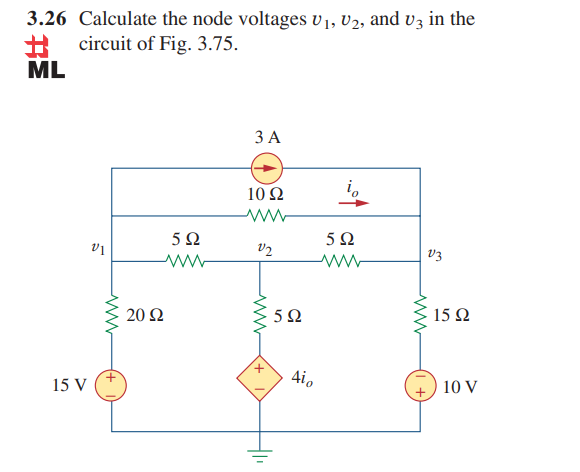 3.26 Calculate the node voltages v₁, v₂, and v₃ in the
circuit of Fig. 3.75.
ML
3 A
10 Ω
iₒ
5 Ω
5 Ω
v₁
v₂
v₃
20 Ω
5 Ω
15 Ω
+
4iₒ
15 V
+
–
–
–
10 V
+